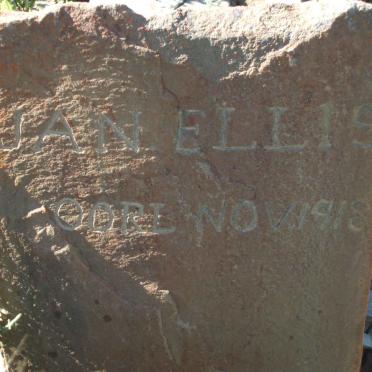 JAN ELLIS
OORL NOV. 1918